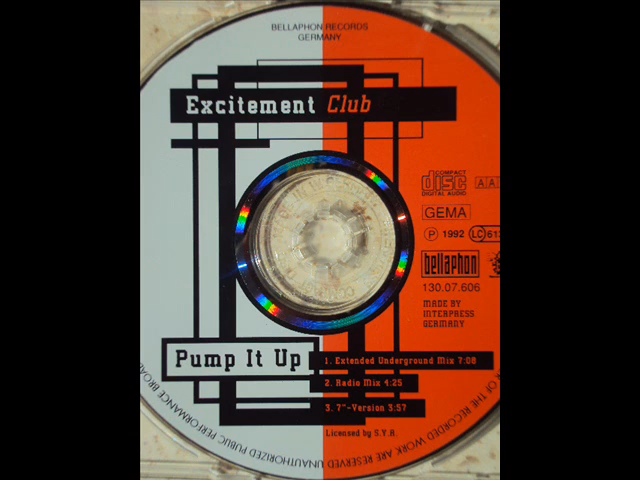 BELLAPHON RECORDS
GERMANY
Excitement Club
COMPACT
disc
DIGITAL AUDIO
AA
GEMA
P 1992 LC
bellaphon
130.07.606
MADE BY
INTERPRESS
GERMANY
Pump It Up
1. Extended Underground Mix 7:08
2. Radio Mix 4:25
3. 7"-Version 3:57
Licensed by S.Y.A.
OF THE RECORDED WORK ARE RESERVED UNAUTHORIZED PUBLIC PERFORMANCE BROAD